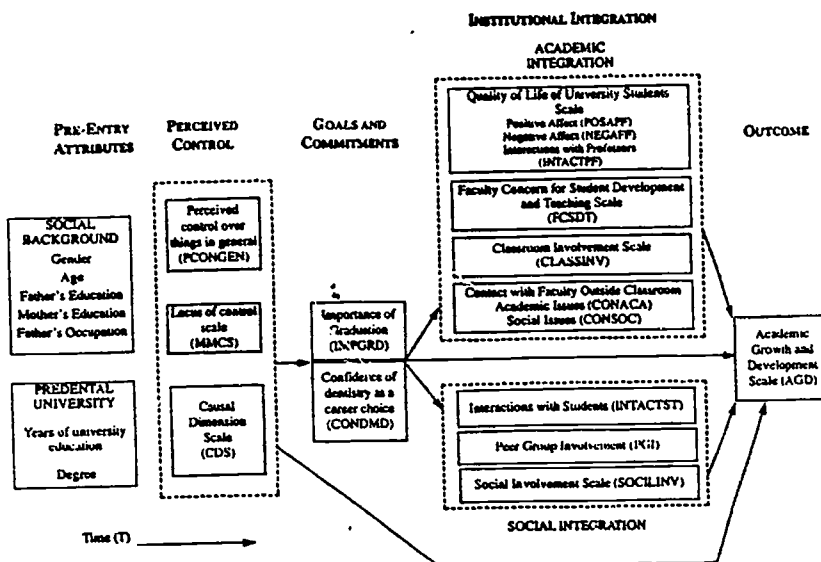 INSTITUTIONAL INTEGRATION
ACADEMIC
INTEGRATION
PRE-ENTRY
ATTRIBUTES
PERCEIVED
CONTROL
GOALS AND
COMMITMENTS
OUTCOME
SOCIAL
BACKGROUND
Gender
Age
Father's Education
Mother's Education
Father's Occupation
PREDENTAL
UNIVERSITY
Years of university
education
Degree
Perceived
control over
things in general
(PCONGEN)
Locus of control
scale
(MMCS)
Causal
Dimension
Scale
(CDS)
Importance of
Graduation
(IMPGRD)
Confidence of
dentistry as a
career choice
(CONDMD)
Quality of Life of University Students
Scale
Positive Affect (POSAFF)
Negative Affect (NEGAFF)
Interactions with Professors
(INTACTPF)
Faculty Concern for Student Development
and Teaching Scale
(FCSDT)
Classroom Involvement Scale
(CLASSINV)
Contact with Faculty Outside Classroom
Academic Issues (CONACA)
Social Issues (CONSOC)
Interactions with Students (INTACTST)
Peer Group Involvement (PGI)
Social Involvement Scale (SOCILINV)
SOCIAL INTEGRATION
Academic
Growth and
Development
Scale (AGD)
Time (T)